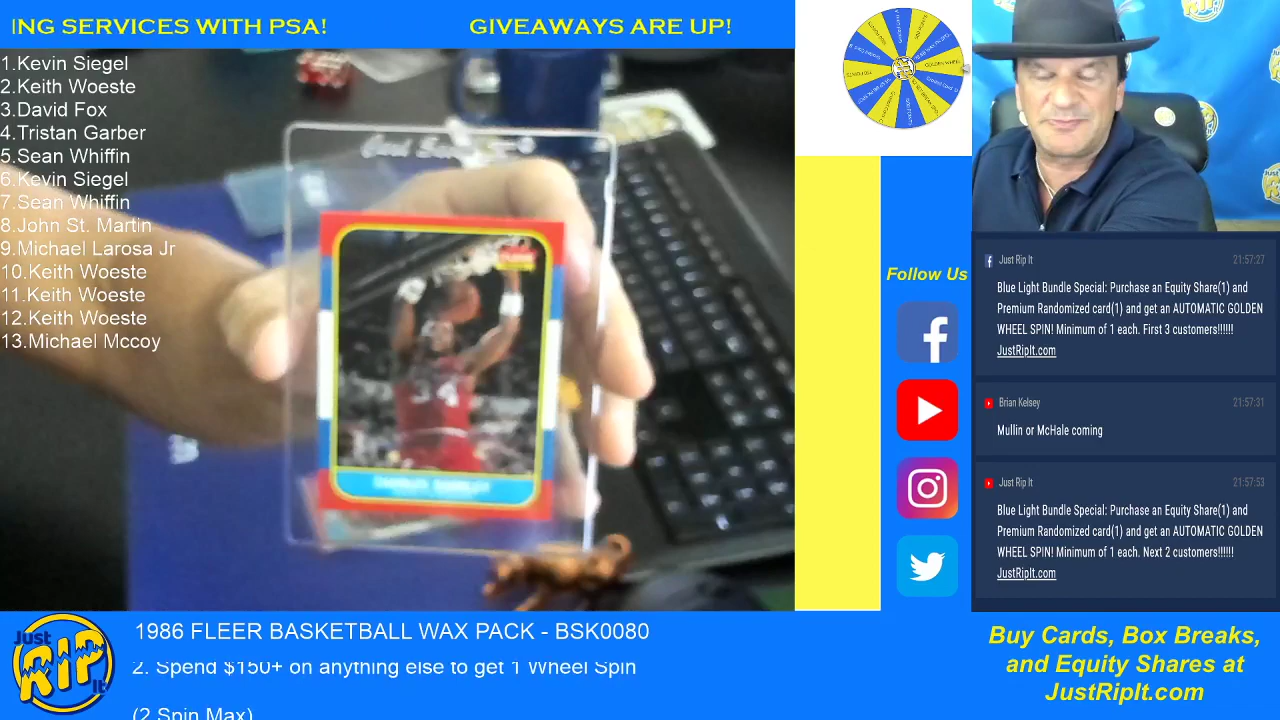 ING SERVICES WITH PSA!
GIVEAWAYS ARE UP!
1.Kevin Siegel
2.Keith Woeste
3.David Fox
4.Tristan Garber
5.Sean Whiffin
6.Kevin Siegel
7.Sean Whiffin
8.John St. Martin
9.Michael Larosa Jr
10.Keith Woeste
11.Keith Woeste
12.Keith Woeste
13.Michael Mccoy
34
Follow Us
Just Rip It
21:57:27
Blue Light Bundle Special: Purchase an Equity Share(1) and
Premium Randomized card(1) and get an AUTOMATIC GOLDEN
WHEEL SPIN! Minimum of 1 each. First 3 customers!!!!!!
JustRipIt.com
Brian Kelsey
21:57:31
Mullin or McHale coming
Just Rip It
21:57:53
Blue Light Bundle Special: Purchase an Equity Share(1) and
Premium Randomized card(1) and get an AUTOMATIC GOLDEN
WHEEL SPIN! Minimum of 1 each. Next 2 customers!!!!!!
JustRipIt.com
Just
RIP
It
1986 FLEER BASKETBALL WAX PACK - BSK0080
2. Spend $150+ on anything else to get 1 Wheel Spin
(2 Spin Max)
Buy Cards, Box Breaks,
and Equity Shares at
JustRipIt.com